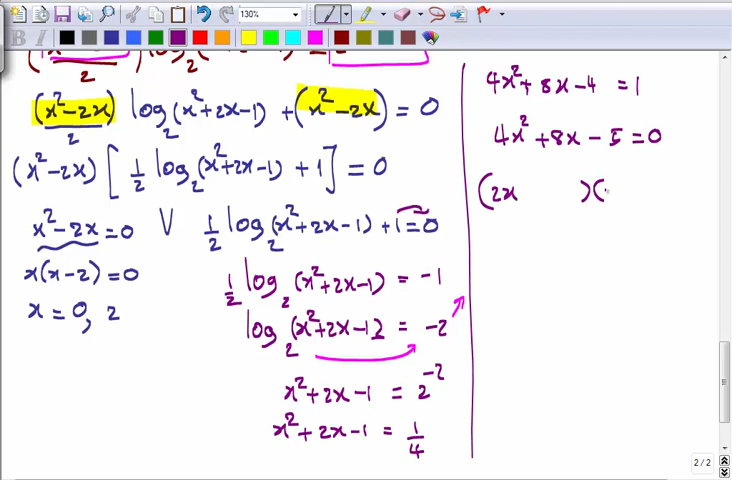 130%
(x²-2x)/2 log₂(x²+2x-1) + (x²-2x) = 0
(x²-2x) [ 1/2 log₂(x²+2x-1) + 1 ] = 0
x²-2x = 0 V 1/2 log₂(x²+2x-1) + 1 = 0
x(x-2) = 0
x = 0, 2
1/2 log₂(x²+2x-1) = -1
log₂(x²+2x-1) = -2
x²+2x-1 = 2⁻²
x²+2x-1 = 1/4
4x²+8x-4 = 1
4x²+8x-5 = 0
(2x )(
2/2